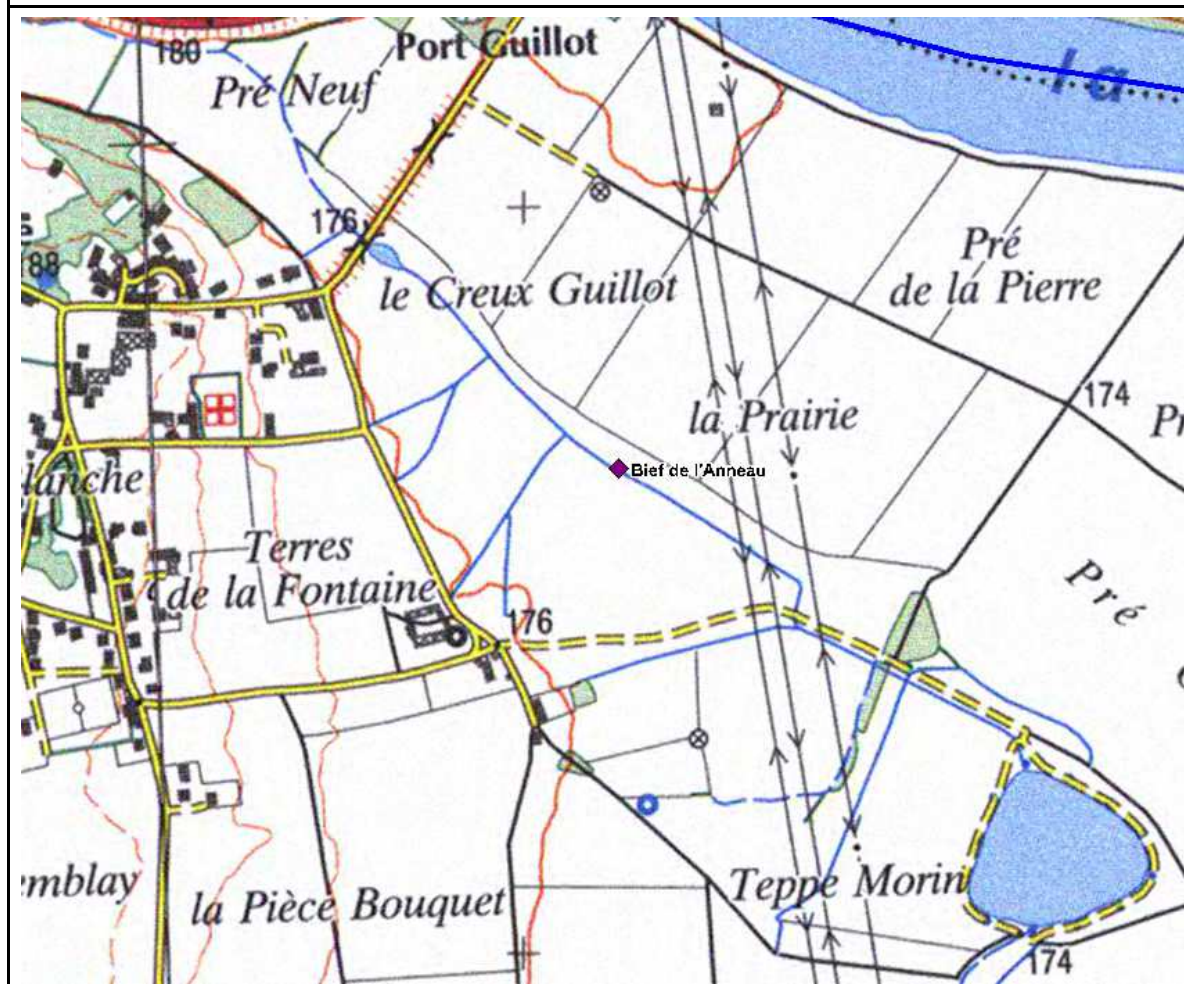 Port Guillot
180
Pré Neuf
la
176
Pré
de la Pierre
88
le Creux Guillot
174
la Prairie
Pr
Bief de l'Anneau
lanche
Terres
de la Fontaine
Pré
176
emblay
la Pièce Bouquet
Teppe Morin
174